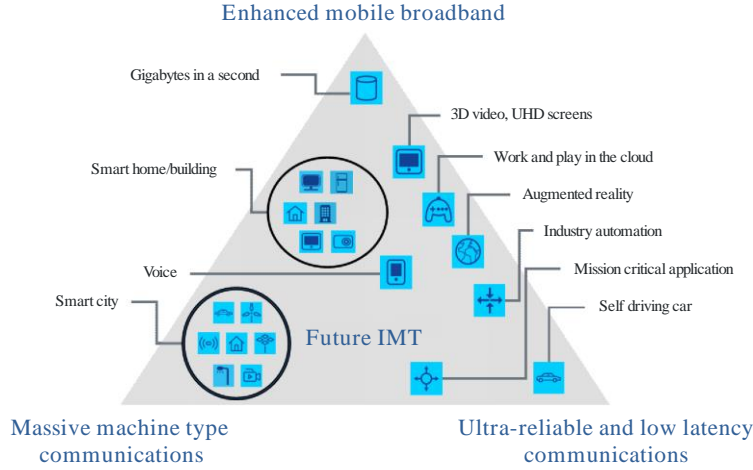 Enhanced mobile broadband
Gigabytes in a second
3D video, UHD screens
Smart home/building
Work and play in the cloud
Augmented reality
Industry automation
Voice
Mission critical application
Smart city
Self driving car
Future IMT
Massive machine type
communications
Ultra-reliable and low latency
communications